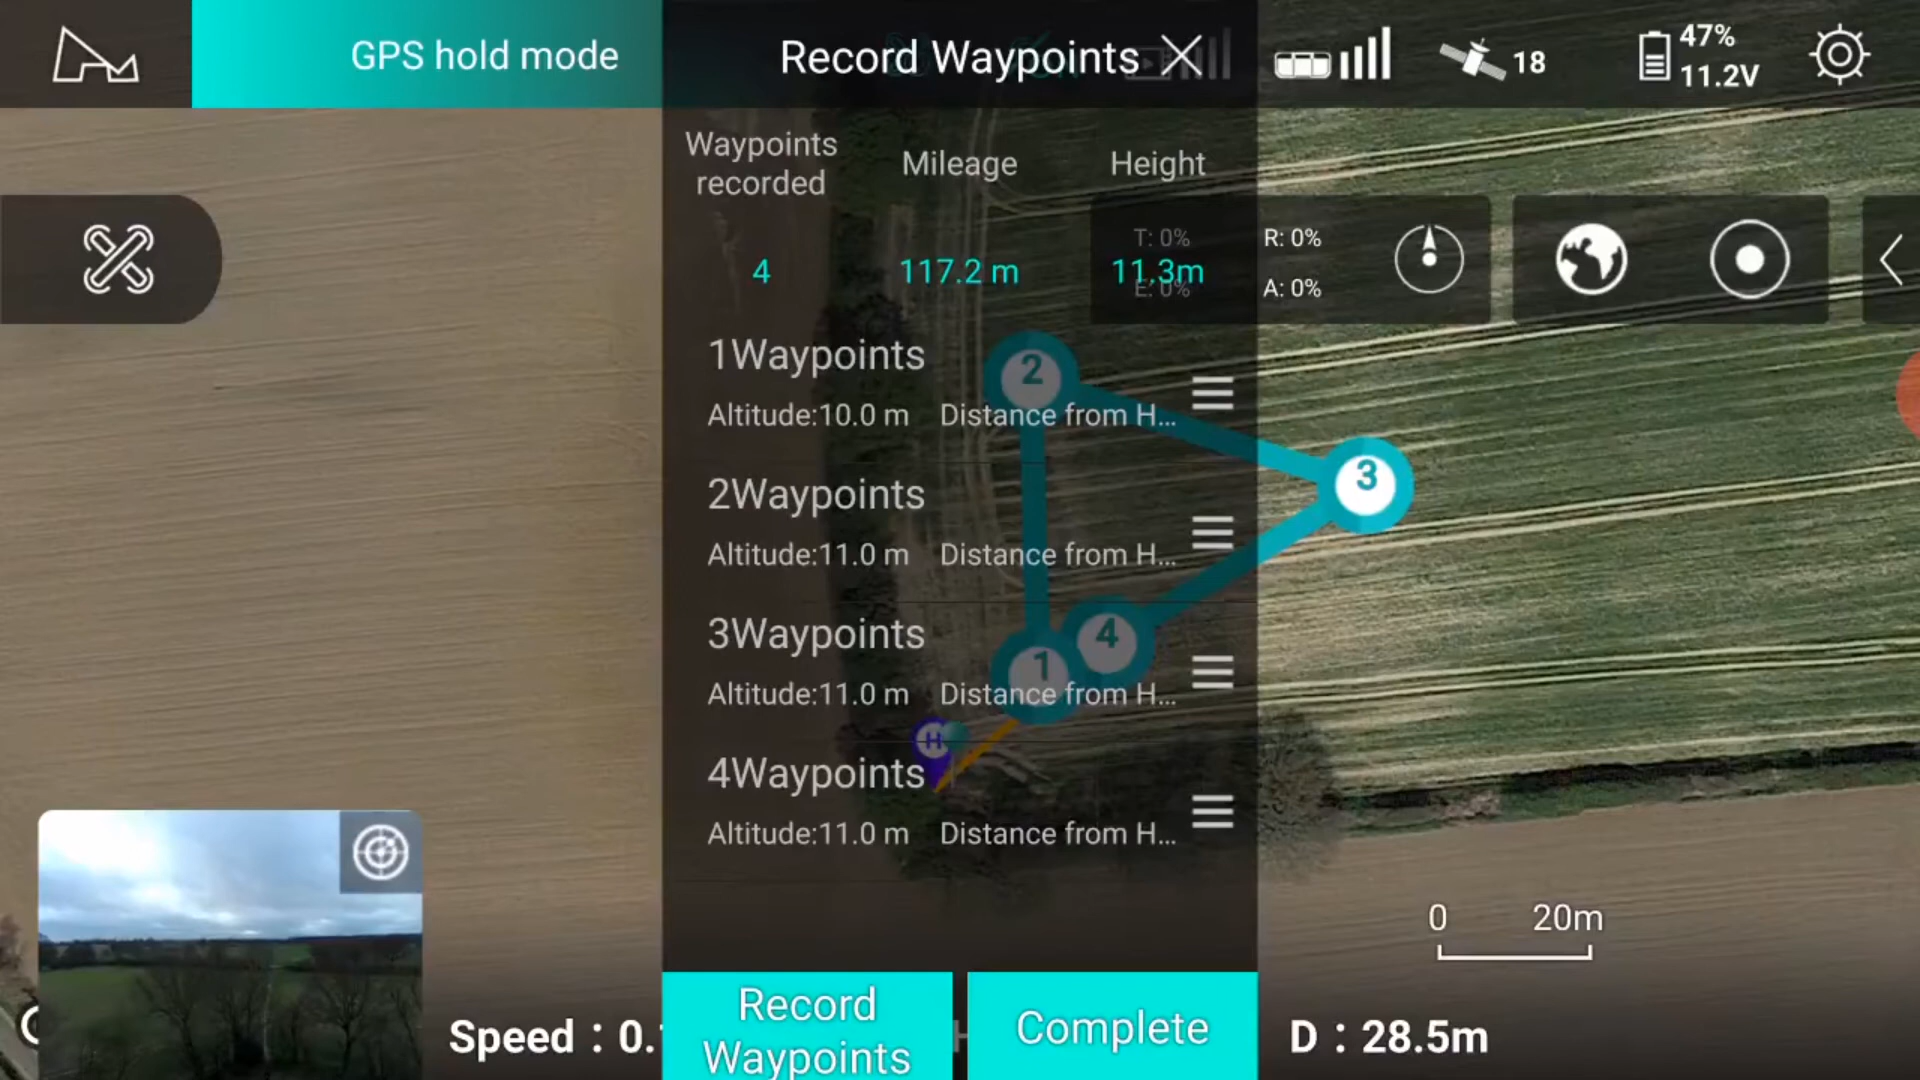 GPS hold mode
Record Waypoints
18
47%
11.2V
Waypoints
recorded
Mileage
Height
4
117.2 m
11.3m
T: 0%
R: 0%
E: 0%
A: 0%
1Waypoints
Altitude:10.0 m Distance from H...
2Waypoints
Altitude:11.0 m Distance from H...
3Waypoints
Altitude:11.0 m Distance from H...
4Waypoints
Altitude:11.0 m Distance from H...
2
3
4
1
H
0 20m
Speed : 0.
Record
Waypoints
Complete
D : 28.5m